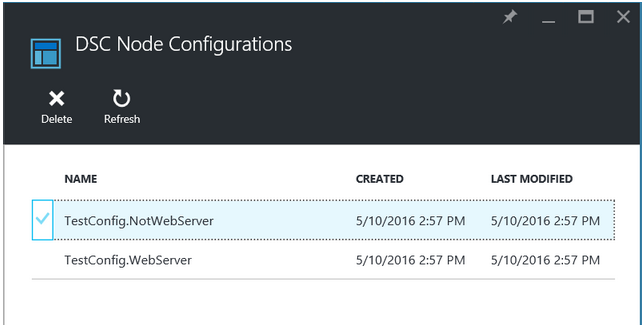 DSC Node Configurations
Delete Refresh
NAME CREATED LAST MODIFIED
TestConfig.NotWebServer 5/10/2016 2:57 PM 5/10/2016 2:57 PM
TestConfig.WebServer 5/10/2016 2:57 PM 5/10/2016 2:57 PM